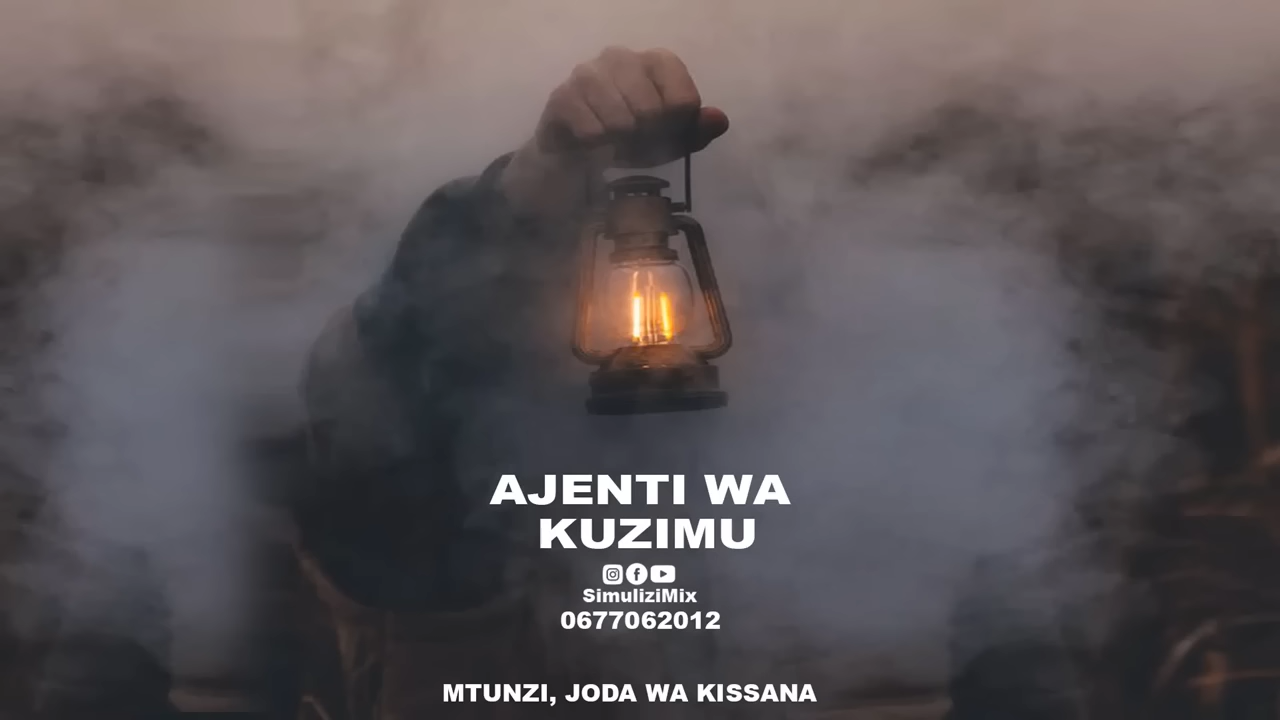 AJENTI WA
KUZIMU
SimuliziMix
0677062012
MTUNZI, JODA WA KISSANA